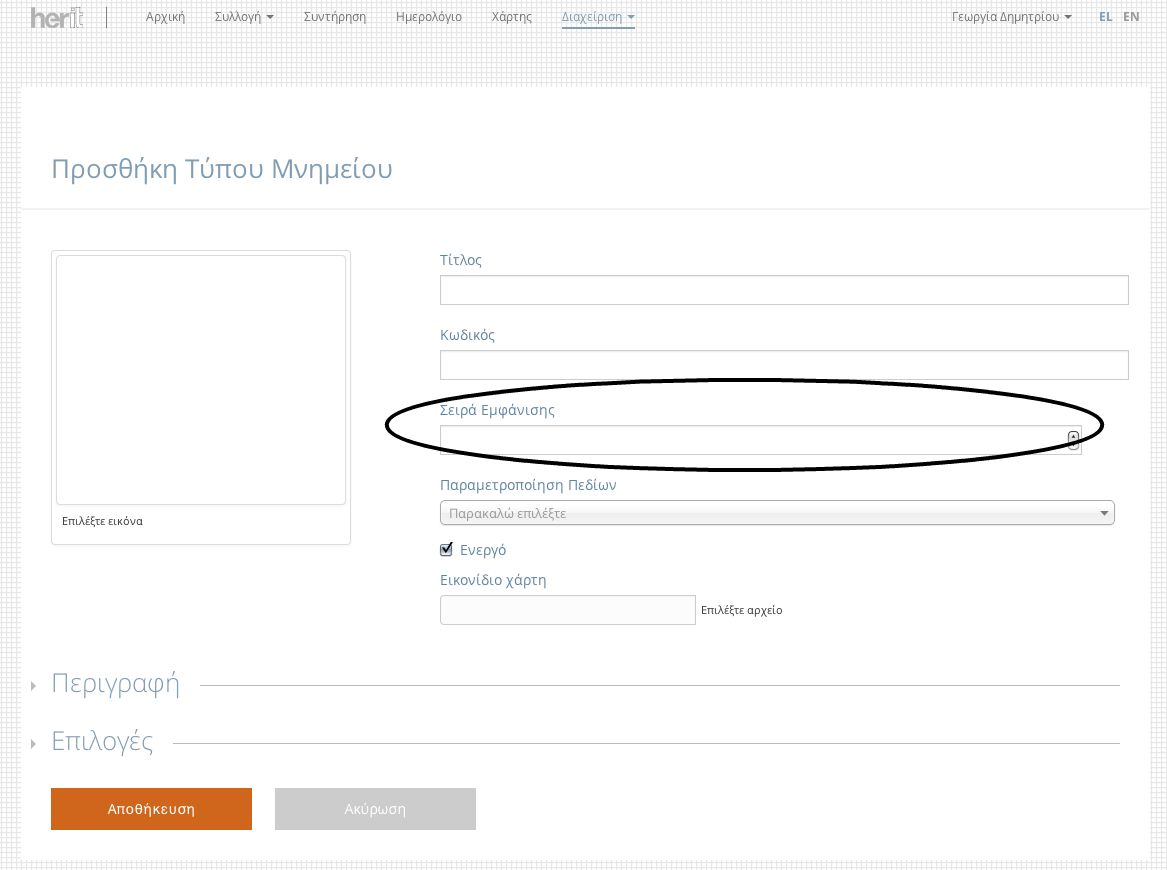 herit
Αρχική Συλλογή Συντήρηση Ημερολόγιο Χάρτης Διαχείριση Γεωργία Δημητρίου EL EN
Προσθήκη Τύπου Μνημείου
Τίτλος
Κωδικός
Σειρά Εμφάνισης
Παραμετροποίηση Πεδίων
Παρακαλώ επιλέξτε
Επιλέξτε εικόνα
Ενεργό
Εικονίδιο χάρτη
Επιλέξτε αρχείο
Περιγραφή
Επιλογές
Αποθήκευση Ακύρωση